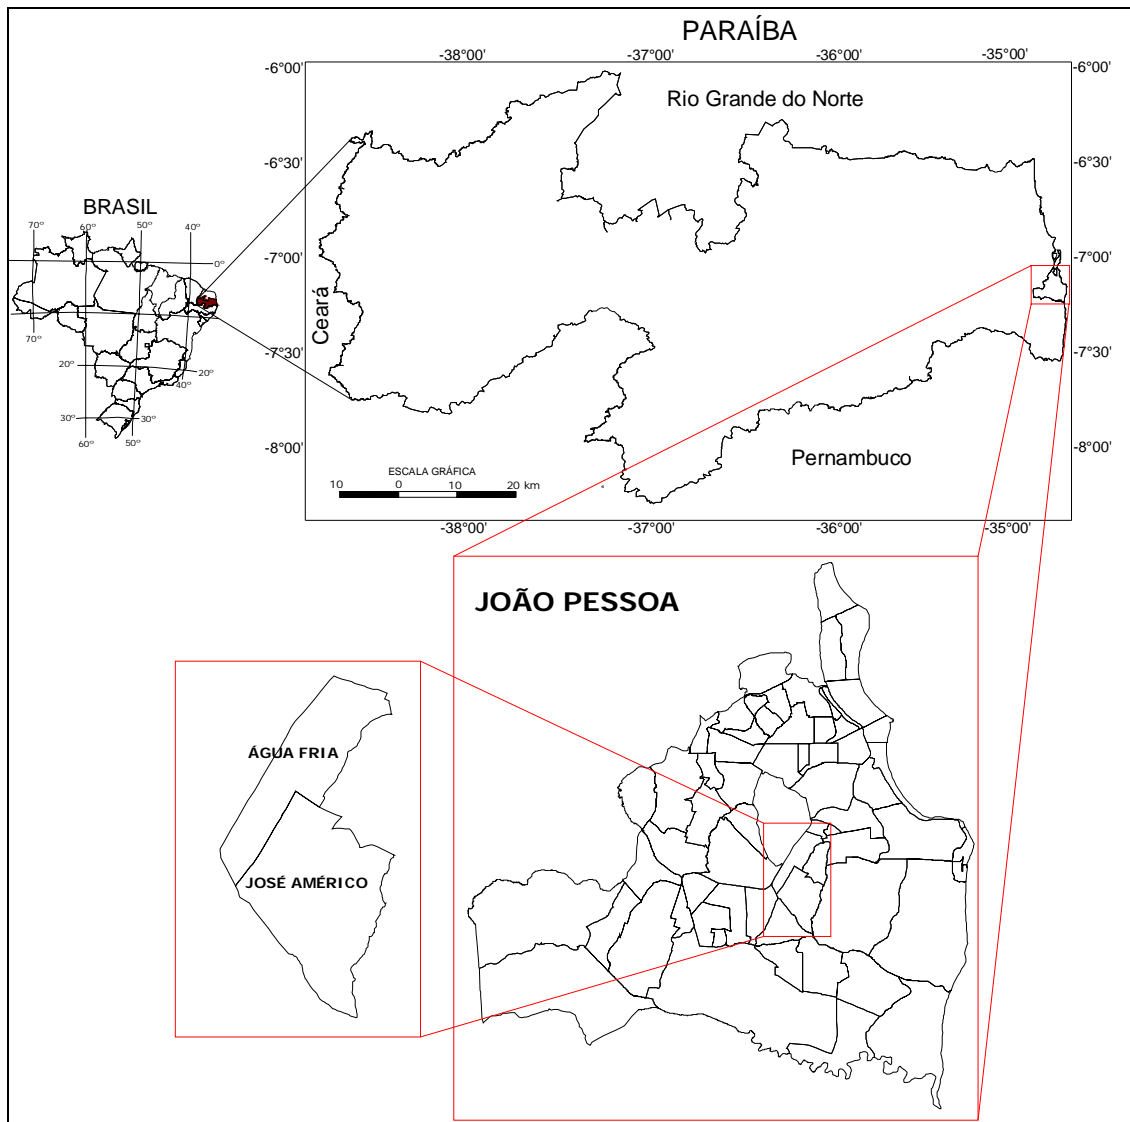 PARAÍBA
-38°00' -37°00' -36°00' -35°00'
-6°00' -6°00'
Rio Grande do Norte
-6°30' -6°30'
BRASIL
70° 60° 50° 40°
-7°00' -7°00'
0°
Ceará
70°
-7°30' -7°30'
20° 20°
40°
30° 30°
60° 50°
-8°00' -8°00'
Pernambuco
ESCALA GRÁFICA
10 0 10 20 km
-38°00' -37°00' -36°00' -35°00'
JOÃO PESSOA
ÁGUA FRIA
JOSÉ AMÉRICO